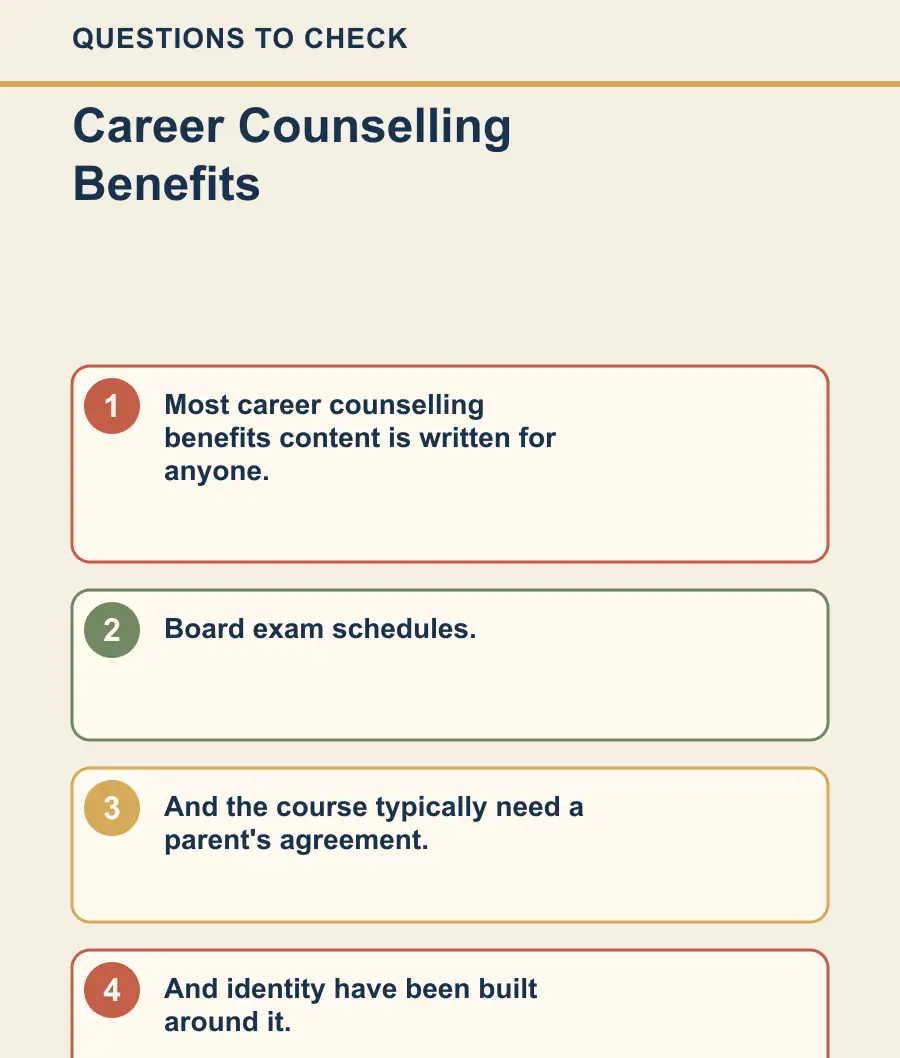 QUESTIONS TO CHECK
Career Counselling
Benefits
1
Most career counselling
benefits content is written for
anyone.
2
Board exam schedules.
3
And the course typically need a
parent's agreement.
4
And identity have been built
around it.